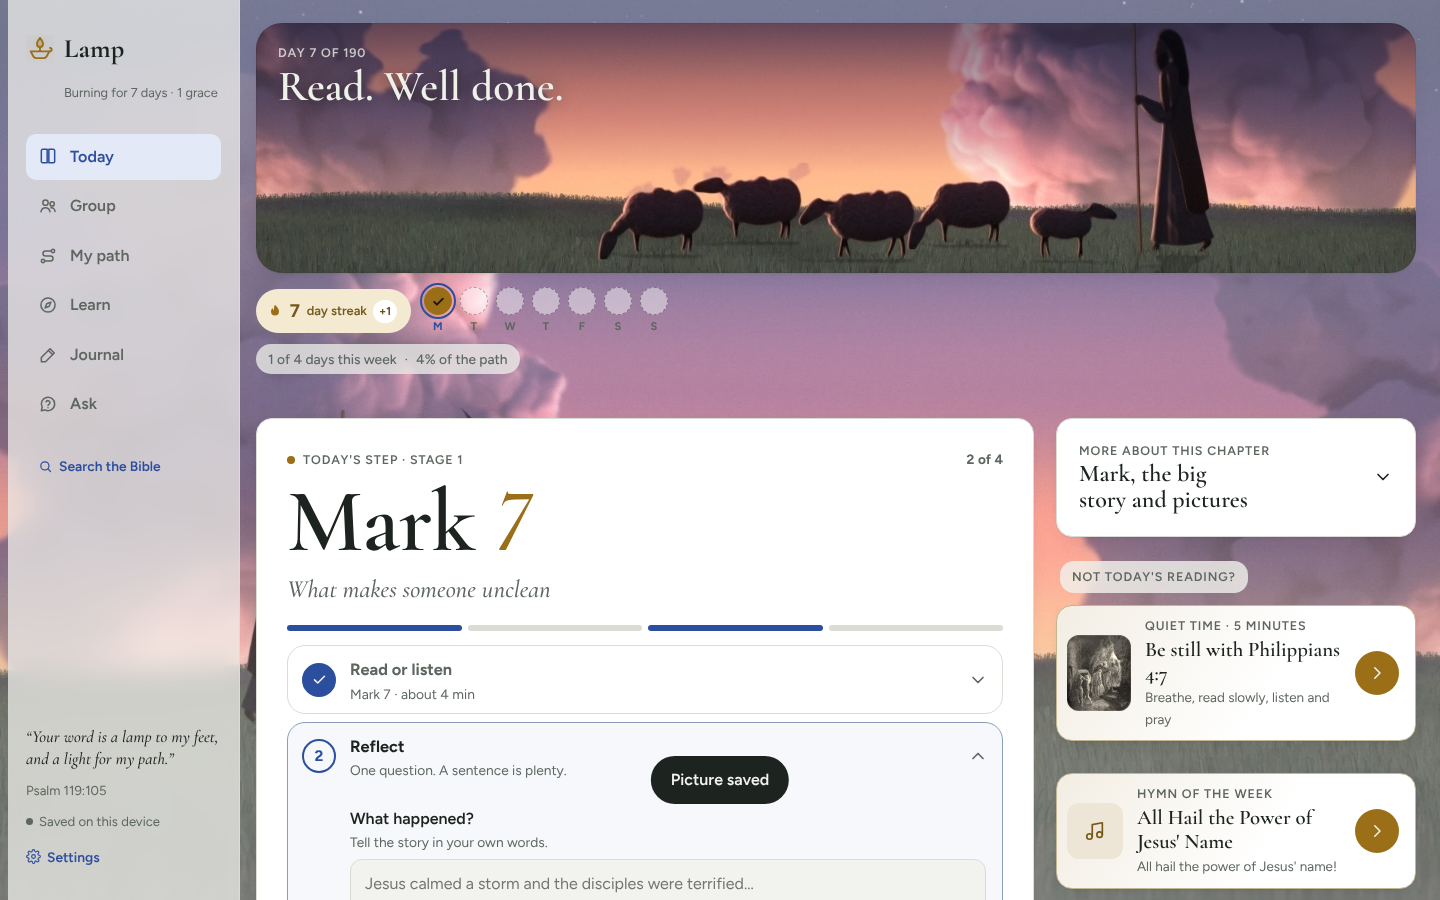 Lamp
Burning for 7 days · 1 grace
Today
Group
My path
Learn
Journal
Ask
Search the Bible
“Your word is a lamp to my feet,
and a light for my path.”
Psalm 119:105
Saved on this device
Settings
DAY 7 OF 190
Read. Well done.
7 day streak +1
M T W T F S S
1 of 4 days this week · 4% of the path
TODAY'S STEP · STAGE 1
2 of 4
Mark 7
What makes someone unclean
Read or listen
Mark 7 · about 4 min
2
Reflect
One question. A sentence is plenty.
Picture saved
What happened?
Tell the story in your own words.
Jesus calmed a storm and the disciples were terrified…
MORE ABOUT THIS CHAPTER
Mark, the big
story and pictures
NOT TODAY'S READING?
QUIET TIME · 5 MINUTES
Be still with Philippians
4:7
Breathe, read slowly, listen and
pray
HYMN OF THE WEEK
All Hail the Power of
Jesus' Name
All hail the power of Jesus' name!